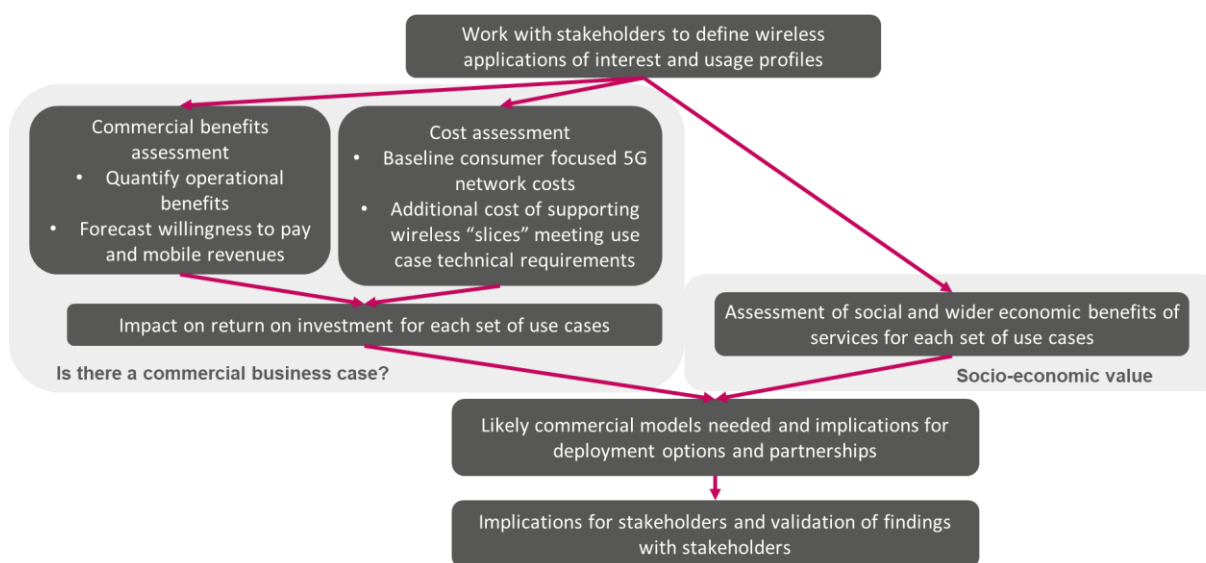 Work with stakeholders to define wireless
applications of interest and usage profiles
Commercial benefits
assessment
• Quantify operational
benefits
• Forecast willingness to pay
and mobile revenues
Cost assessment
• Baseline consumer focused 5G
network costs
• Additional cost of supporting
wireless “slices” meeting use
case technical requirements
Impact on return on investment for each set of use cases
Is there a commercial business case?
Assessment of social and wider economic benefits of
services for each set of use cases
Socio-economic value
Likely commercial models needed and implications for
deployment options and partnerships
Implications for stakeholders and validation of findings
with stakeholders